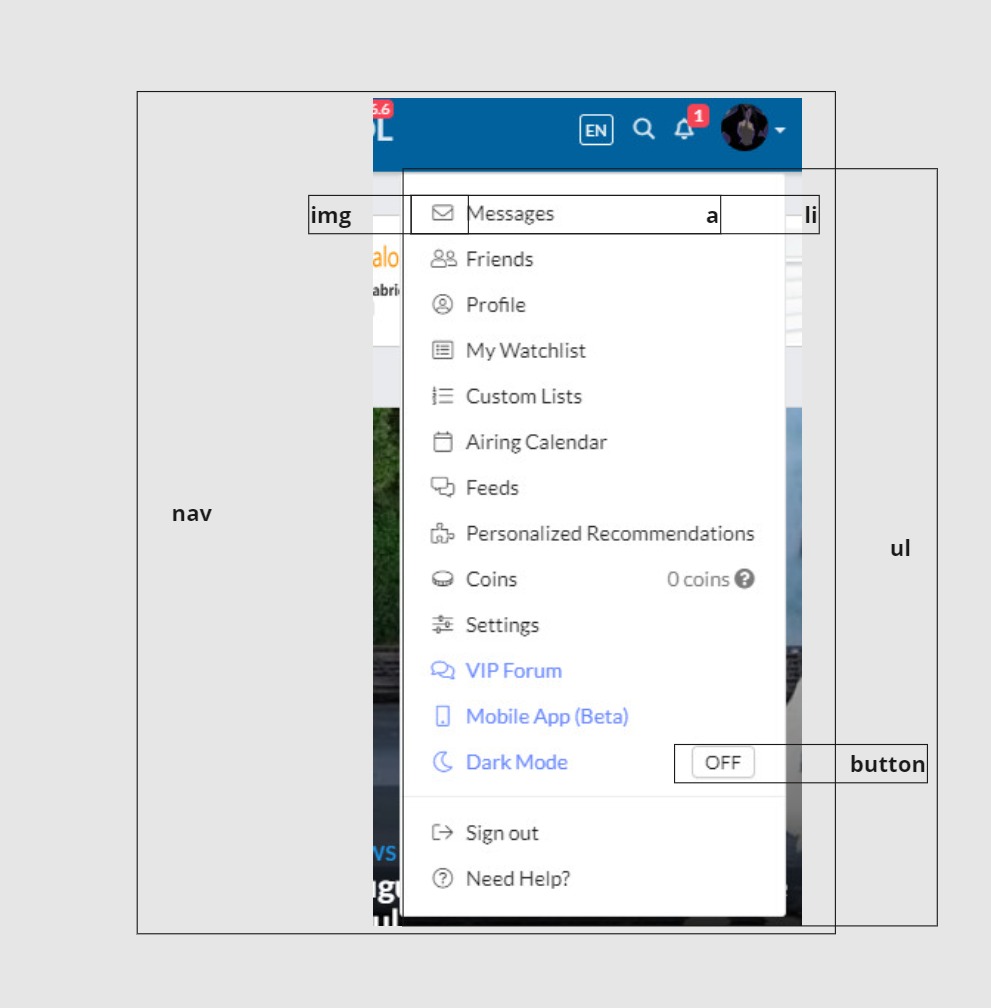 6.6
EN
1
img
Messages
a
li
alo
Friends
abri
Profile
My Watchlist
Custom Lists
Airing Calendar
Feeds
nav
Personalized Recommendations
ul
Coins
0 coins ?
Settings
VIP Forum
Mobile App (Beta)
Dark Mode
OFF
button
Sign out
Need Help?